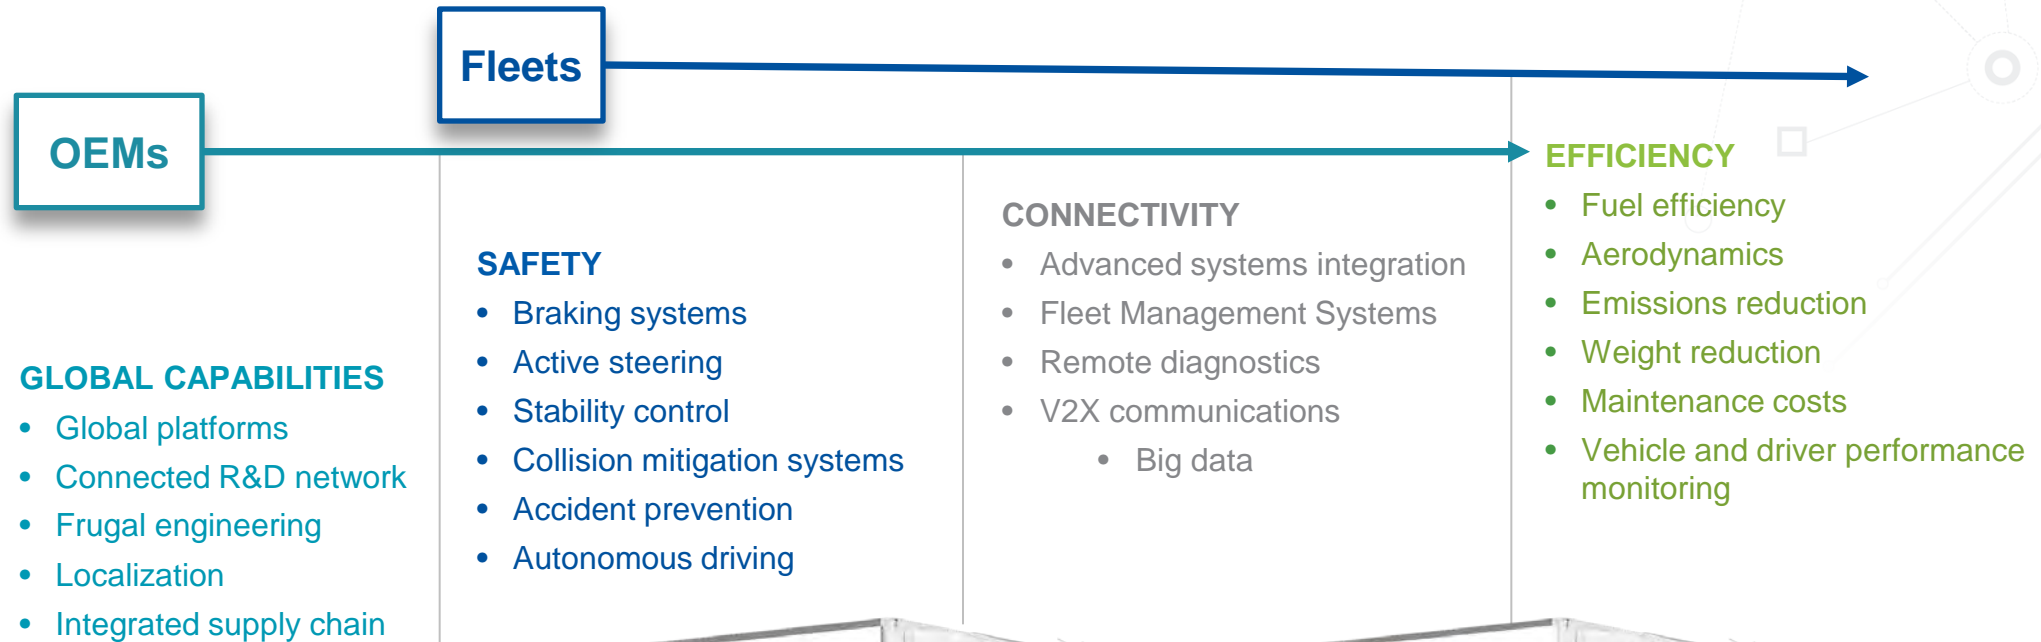 Fleets
OEMs
GLOBAL CAPABILITIES
• Global platforms
• Connected R&D network
• Frugal engineering
• Localization
• Integrated supply chain
SAFETY
• Braking systems
• Active steering
• Stability control
• Collision mitigation systems
• Accident prevention
• Autonomous driving
CONNECTIVITY
• Advanced systems integration
• Fleet Management Systems
• Remote diagnostics
• V2X communications
• Big data
EFFICIENCY
• Fuel efficiency
• Aerodynamics
• Emissions reduction
• Weight reduction
• Maintenance costs
• Vehicle and driver performance
monitoring